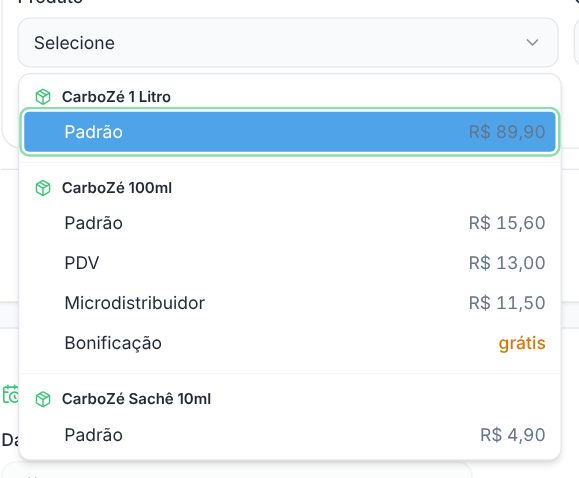 Produto
Selecione
CarboZé 1 Litro
Padrão R$ 89,90
CarboZé 100ml
Padrão R$ 15,60
PDV R$ 13,00
Microdistribuidor R$ 11,50
Bonificação grátis
CarboZé Sachê 10ml
Padrão R$ 4,90